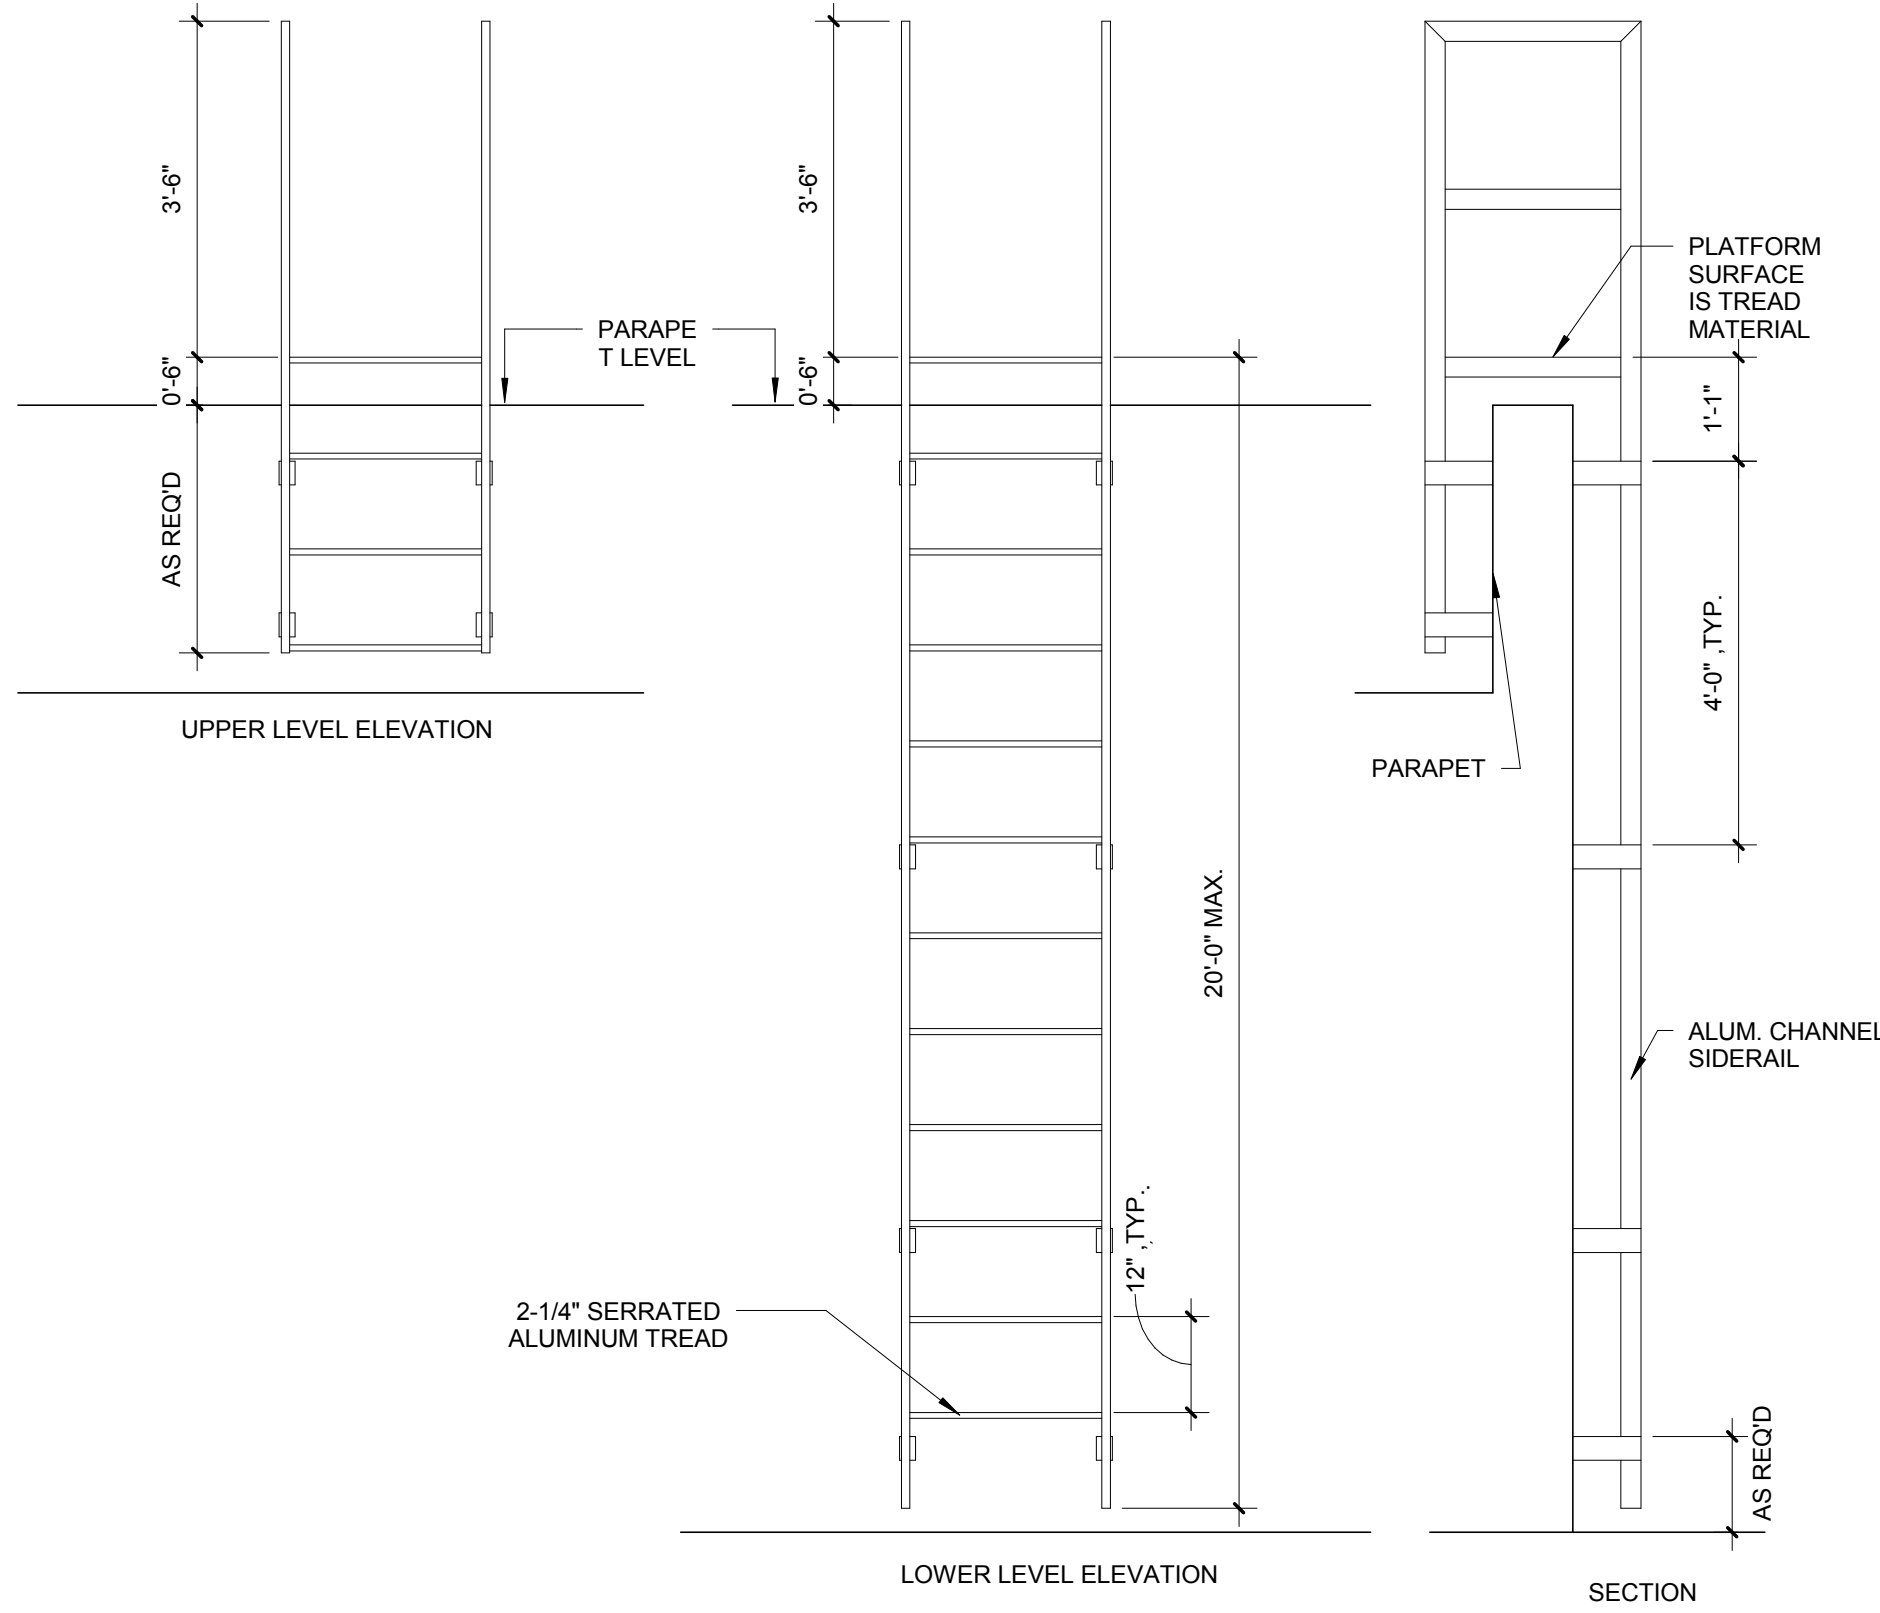 3'-6"
0'-6"
AS REQ'D
PARAPE
T LEVEL
UPPER LEVEL ELEVATION
3'-6"
0'-6"
20'-0" MAX.
12" ,TYP..
2-1/4" SERRATED
ALUMINUM TREAD
LOWER LEVEL ELEVATION
PLATFORM
SURFACE
IS TREAD
MATERIAL
1'-1"
4'-0" ,TYP.
PARAPET
ALUM. CHANNEL
SIDERAIL
AS REQ'D
SECTION